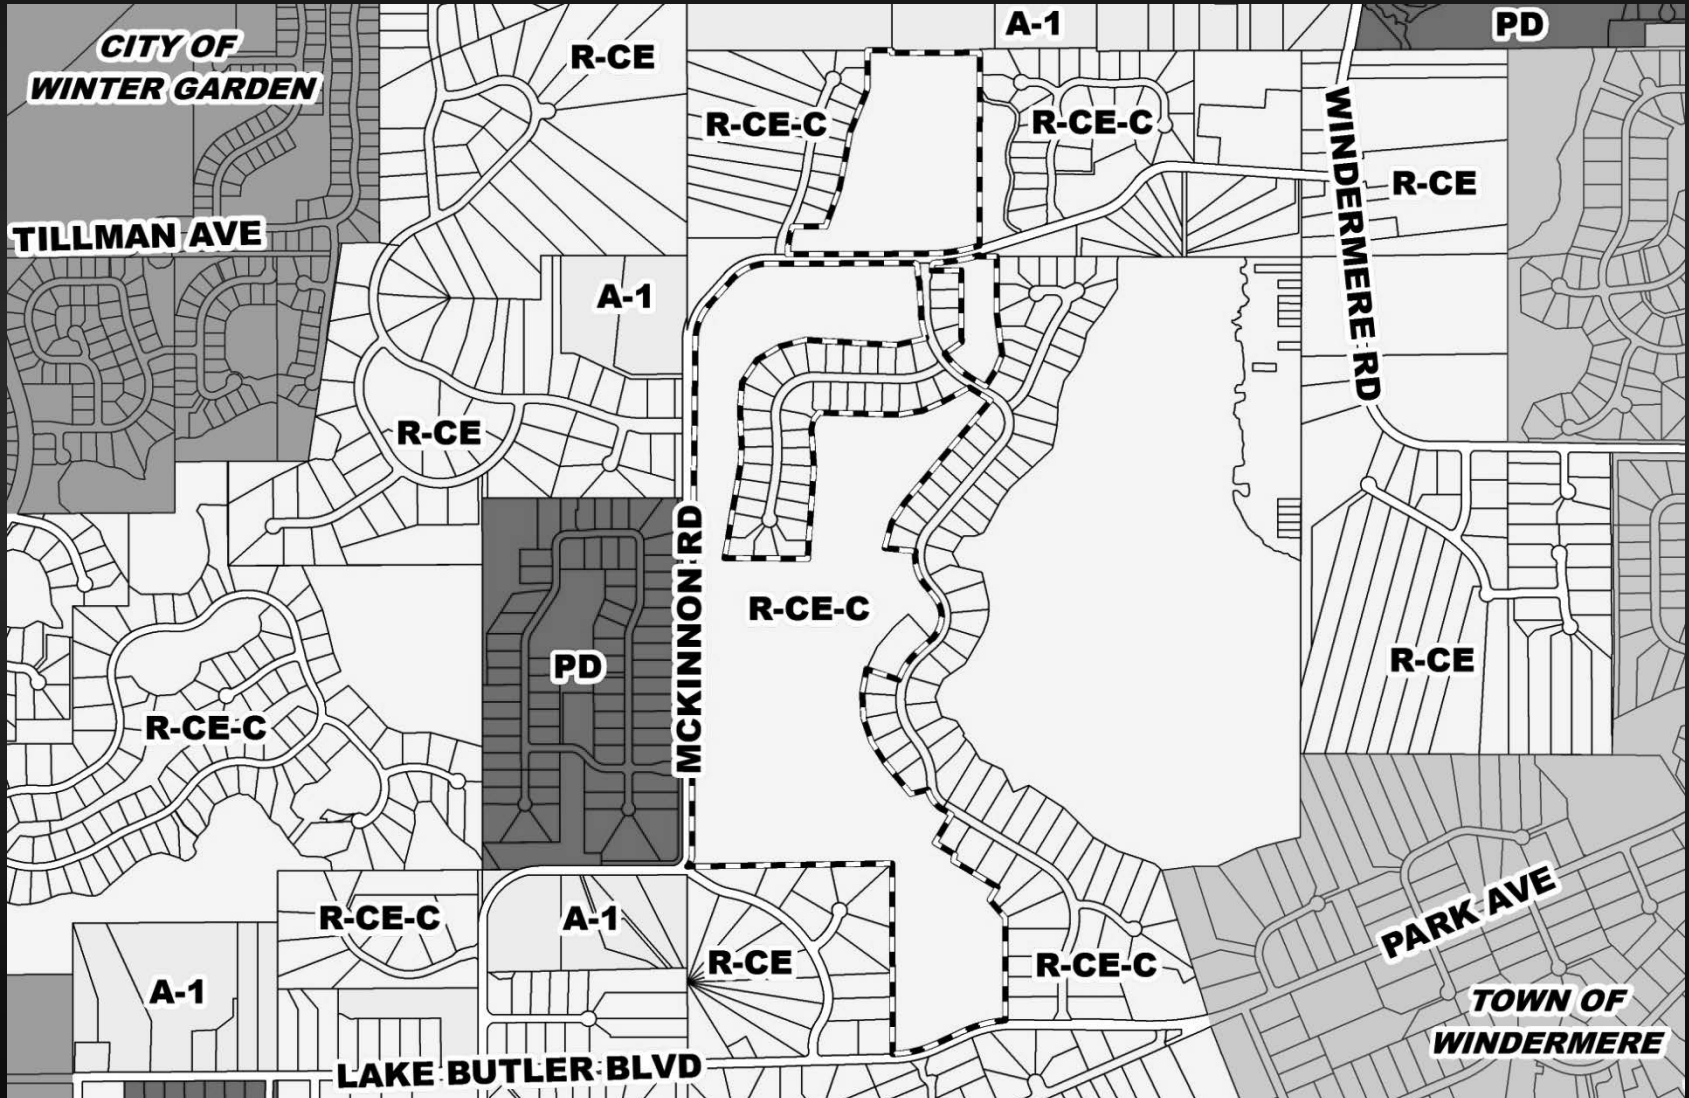 A-1
PD
CITY OF
WINTER GARDEN
R-CE
R-CE-C
R-CE-C
WINDERMERE RD
R-CE
TILLMAN AVE
A-1
R-CE
MCKINNON RD
R-CE-C
PD
R-CE
R-CE-C
R-CE-C
A-1
R-CE
R-CE-C
PARK AVE
A-1
TOWN OF
WINDERMERE
LAKE BUTLER BLVD